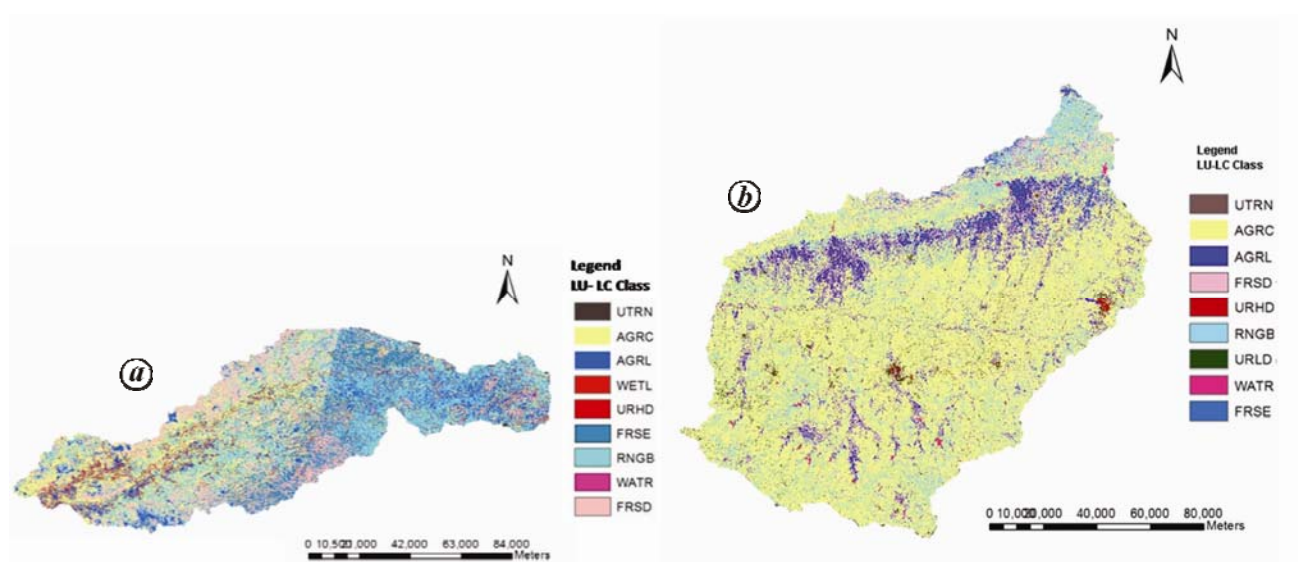 a
N
Legend
LU- LC Class
UTRN
AGRC
AGRL
WETL
URHD
FRSE
RNGB
WATR
FRSD
0 10,500 21,000 42,000 63,000 84,000
Meters
b
N
Legend
LU-LC Class
UTRN
AGRC
AGRL
FRSD
URHD
RNGB
URLD
WATR
FRSE
0 10,000 20,000 40,000 60,000 80,000
Meters